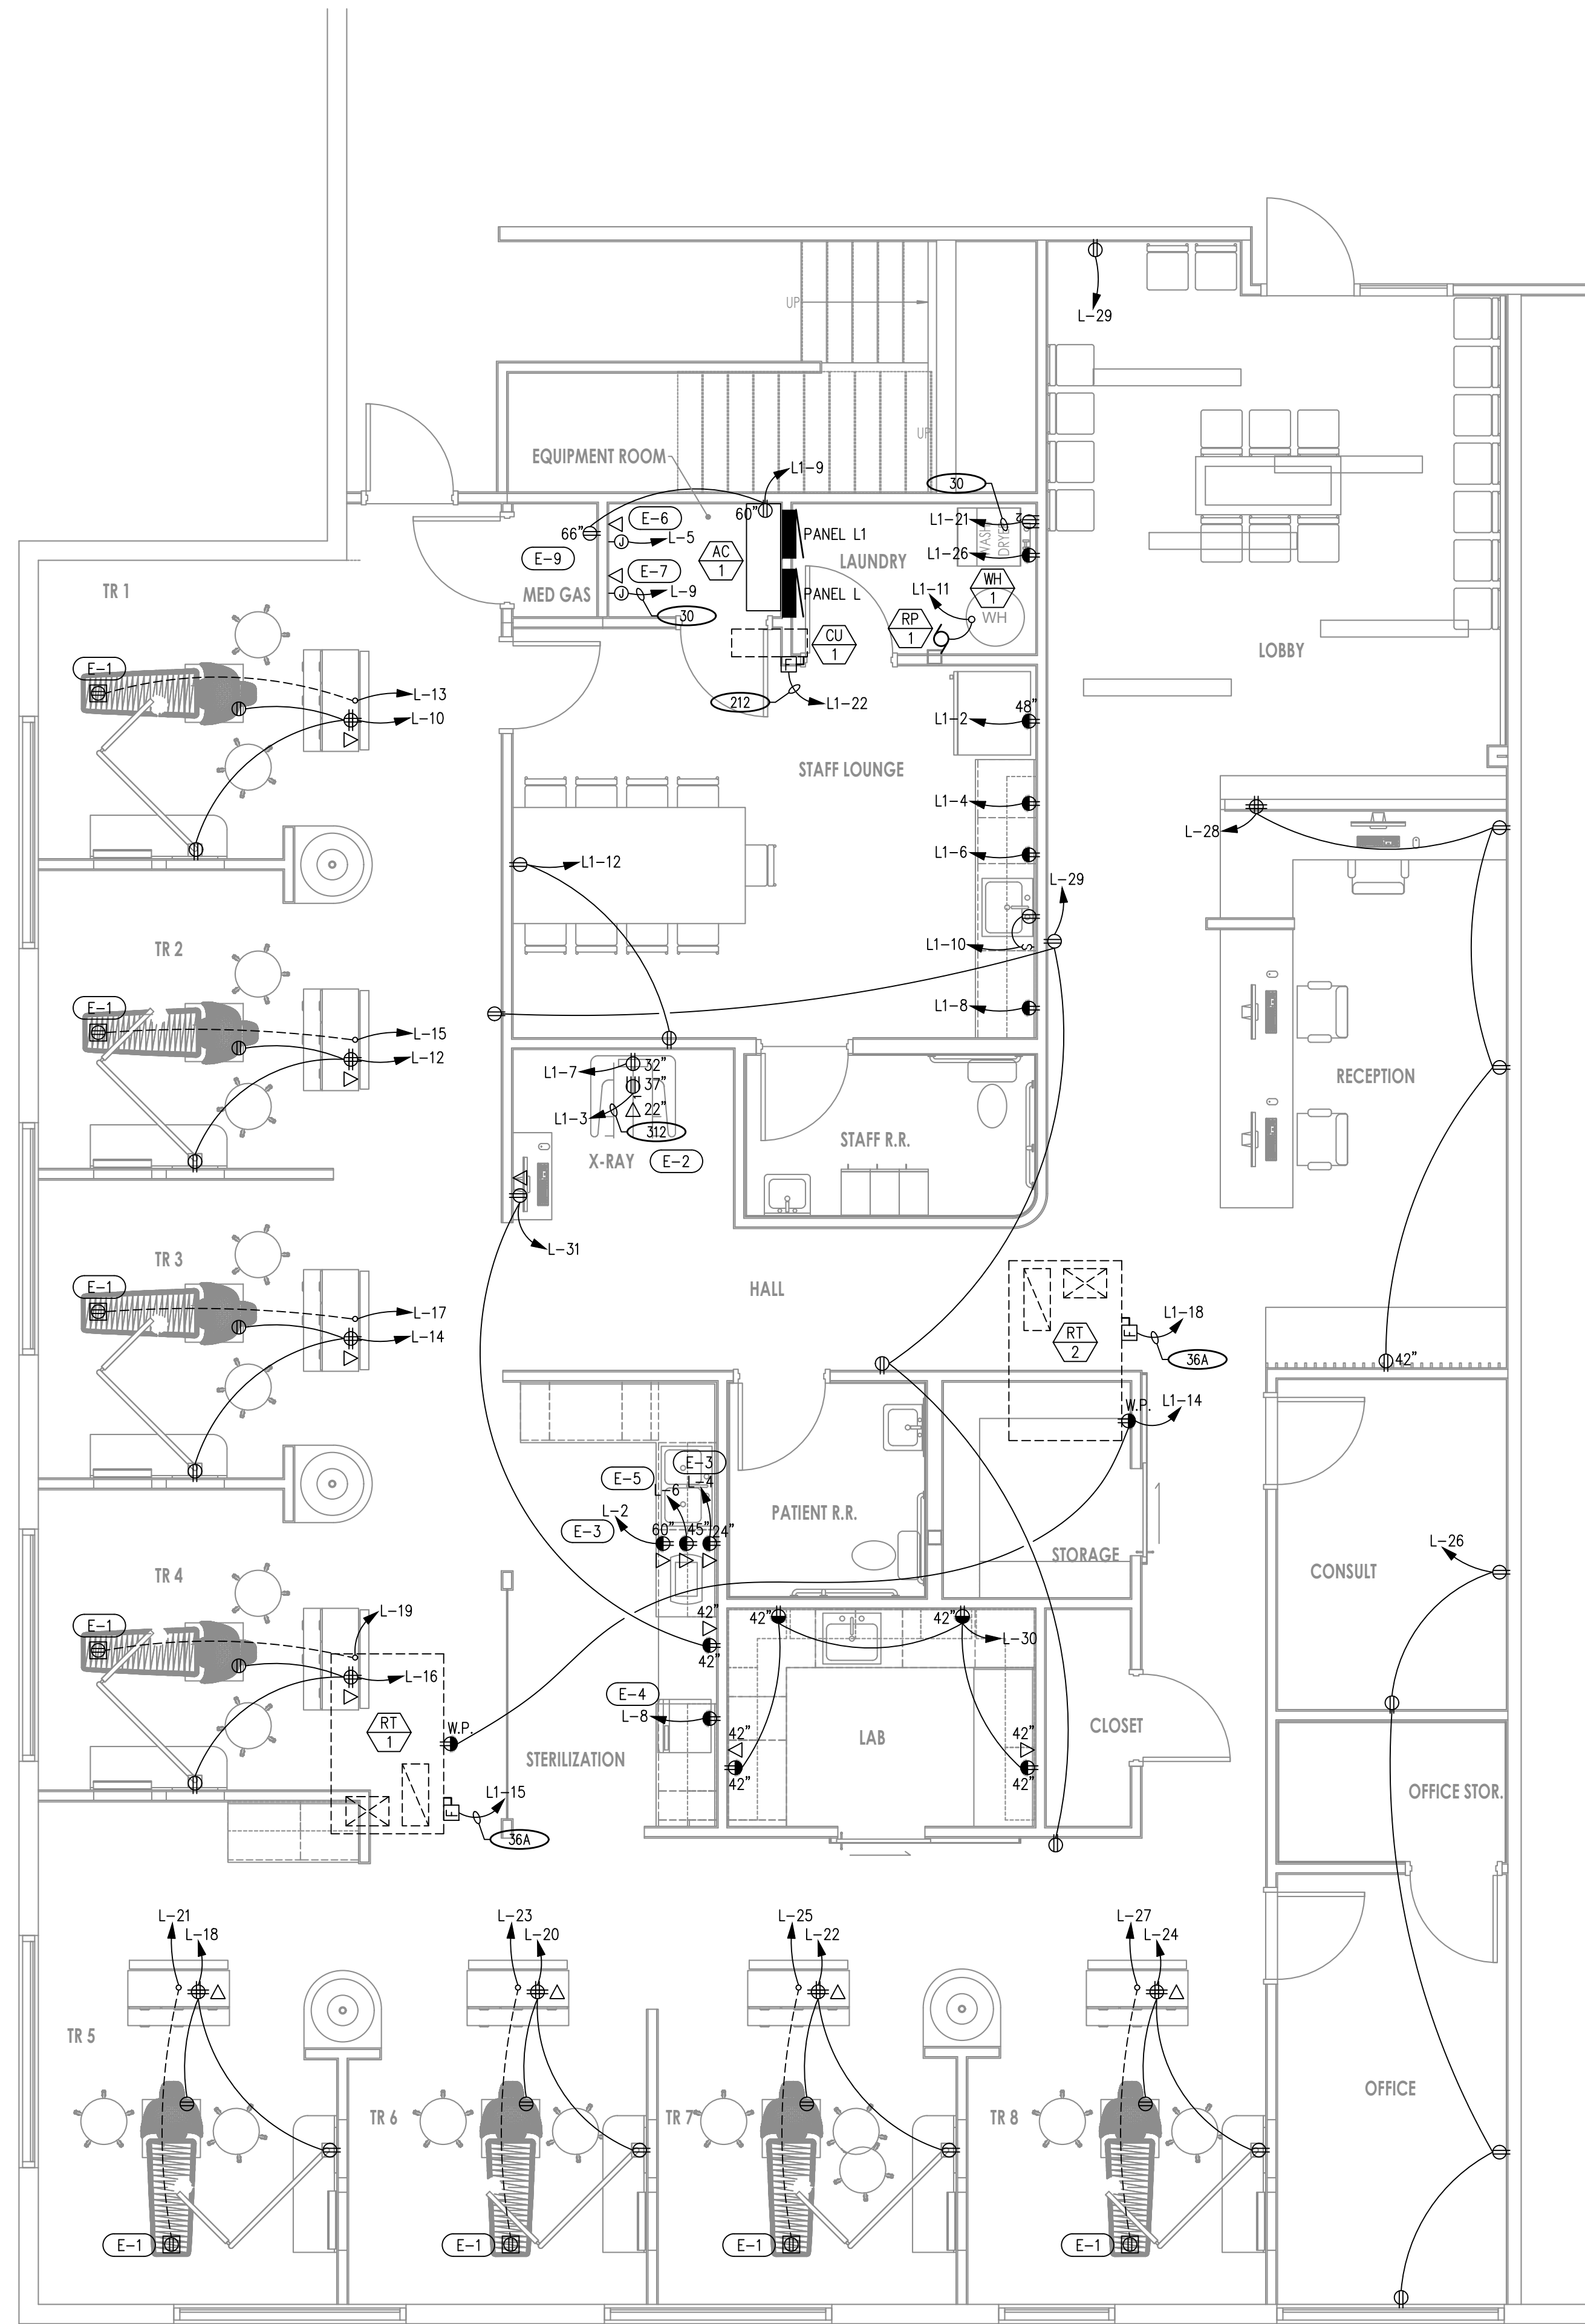 UP
L-29
UP
EQUIPMENT ROOM
L1-9
30
66"
E-6
60"
L1-21
2
L-5
PANEL L1
E-9
AC
1
LAUNDRY
L1-26
WASH
TR 1
E-7
MED GAS
L-9
PANEL L
L1-11
WH
1
WH
30
RP
1
CU
1
LOBBY
E-1
L-13
F
212
L1-22
L-10
48"
L1-2
STAFF LOUNGE
L1-4
L-28
L1-6
L1-12
L-29
TR 2
L1-10
S
E-1
L1-8
L-15
L-12
L1-7
32"
37"
RECEPTION
L1-3
22"
312
STAFF R.R.
X-RAY
E-2
TR 3
L-31
E-1
HALL
L-17
L-14
L1-18
RT
2
F
36A
42"
W.P.
L1-14
E-3
E-5
L-4
L-6
L-2
E-3
60"
45"
24"
PATIENT R.R.
L-26
STORAGE
CONSULT
TR 4
E-1
L-19
42"
42"
42"
L-30
42"
L-16
E-4
L-8
RT
1
W.P.
42"
42"
CLOSET
LAB
STERILIZATION
42"
42"
L1-15
OFFICE STOR.
F
36A
L-21
L-18
L-23
L-20
L-25
L-22
L-27
L-24
TR 5
OFFICE
TR 6
TR 7
TR 8
E-1
E-1
E-1
E-1